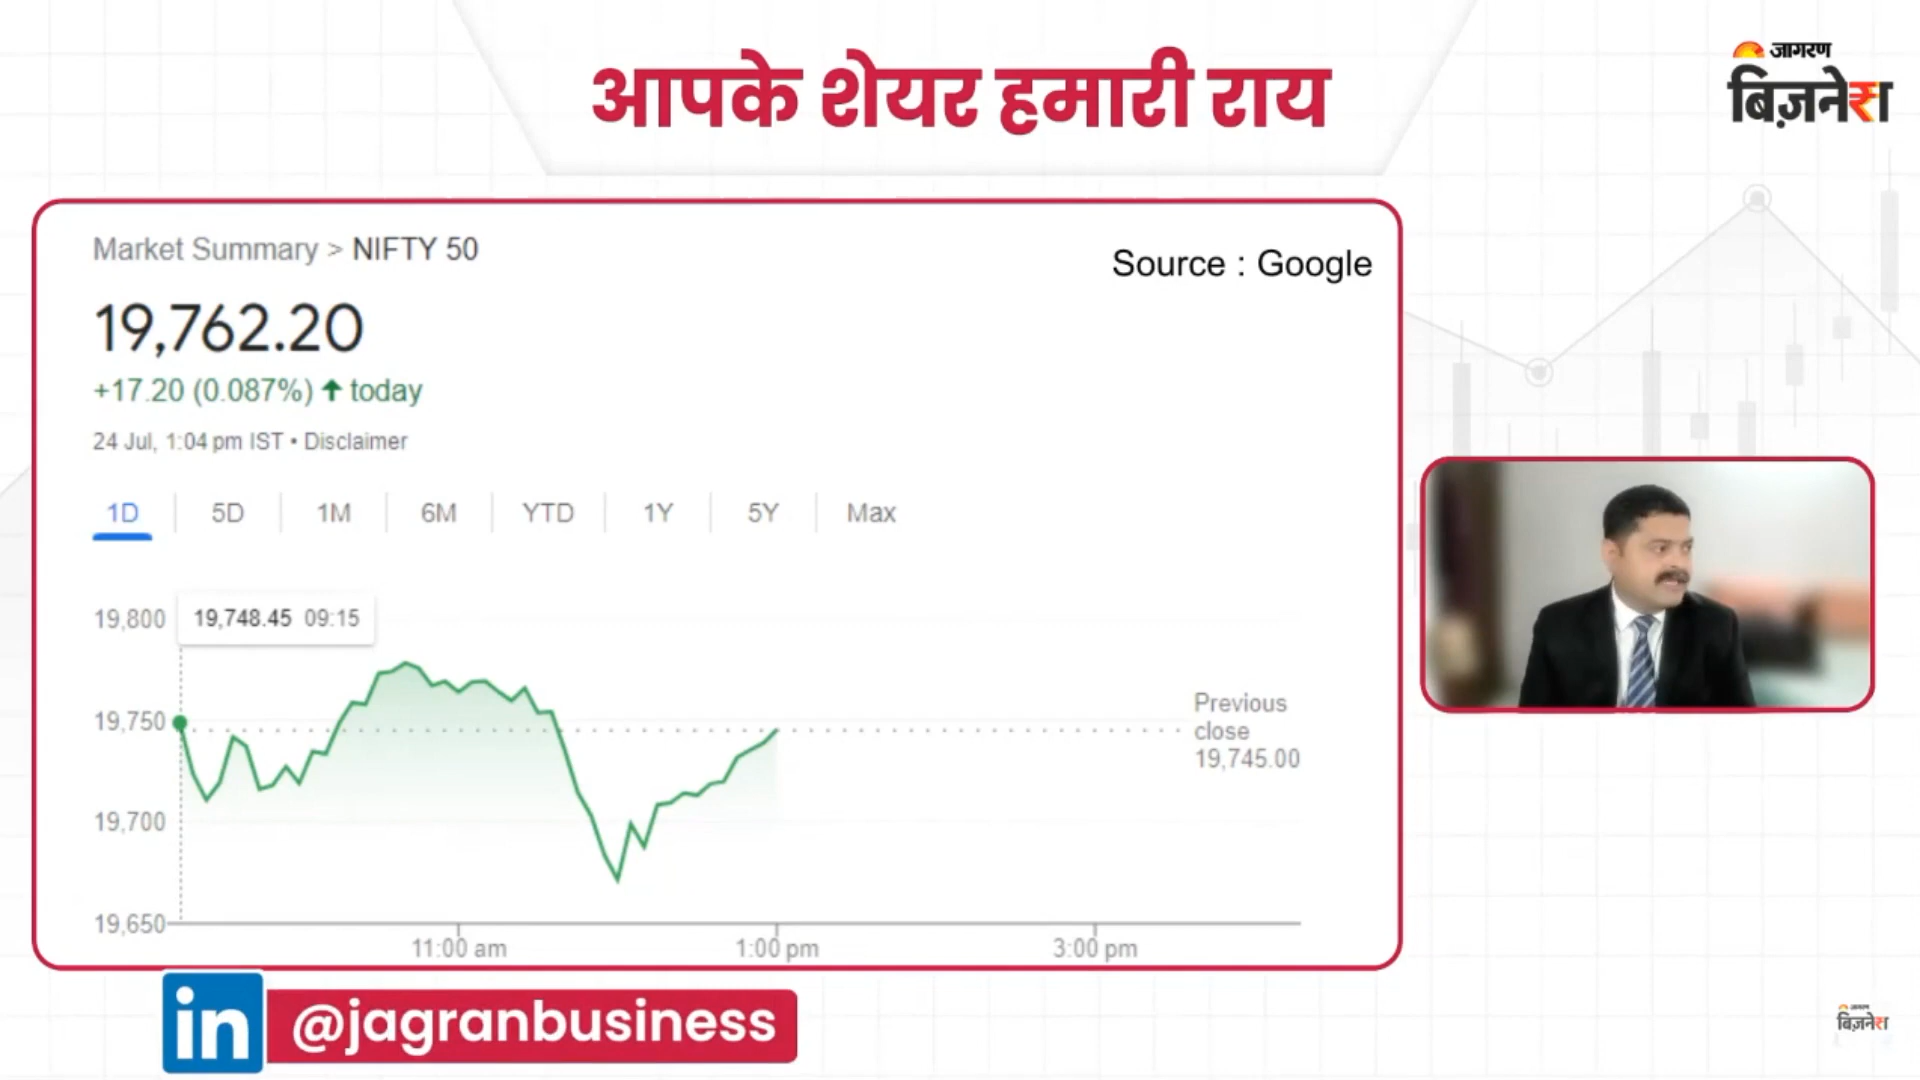 आपके शेयर हमारी राय
जागरण
बिज़नेस
Market Summary > NIFTY 50
Source : Google
19,762.20
+17.20 (0.087%) ↑ today
24 Jul, 1:04 pm IST • Disclaimer
1D 5D 1M 6M YTD 1Y 5Y Max
19,800
19,748.45 09:15
19,750
Previous
close
19,745.00
19,700
19,650
11:00 am 1:00 pm 3:00 pm
in @jagranbusiness
जागरण
बिज़नेस